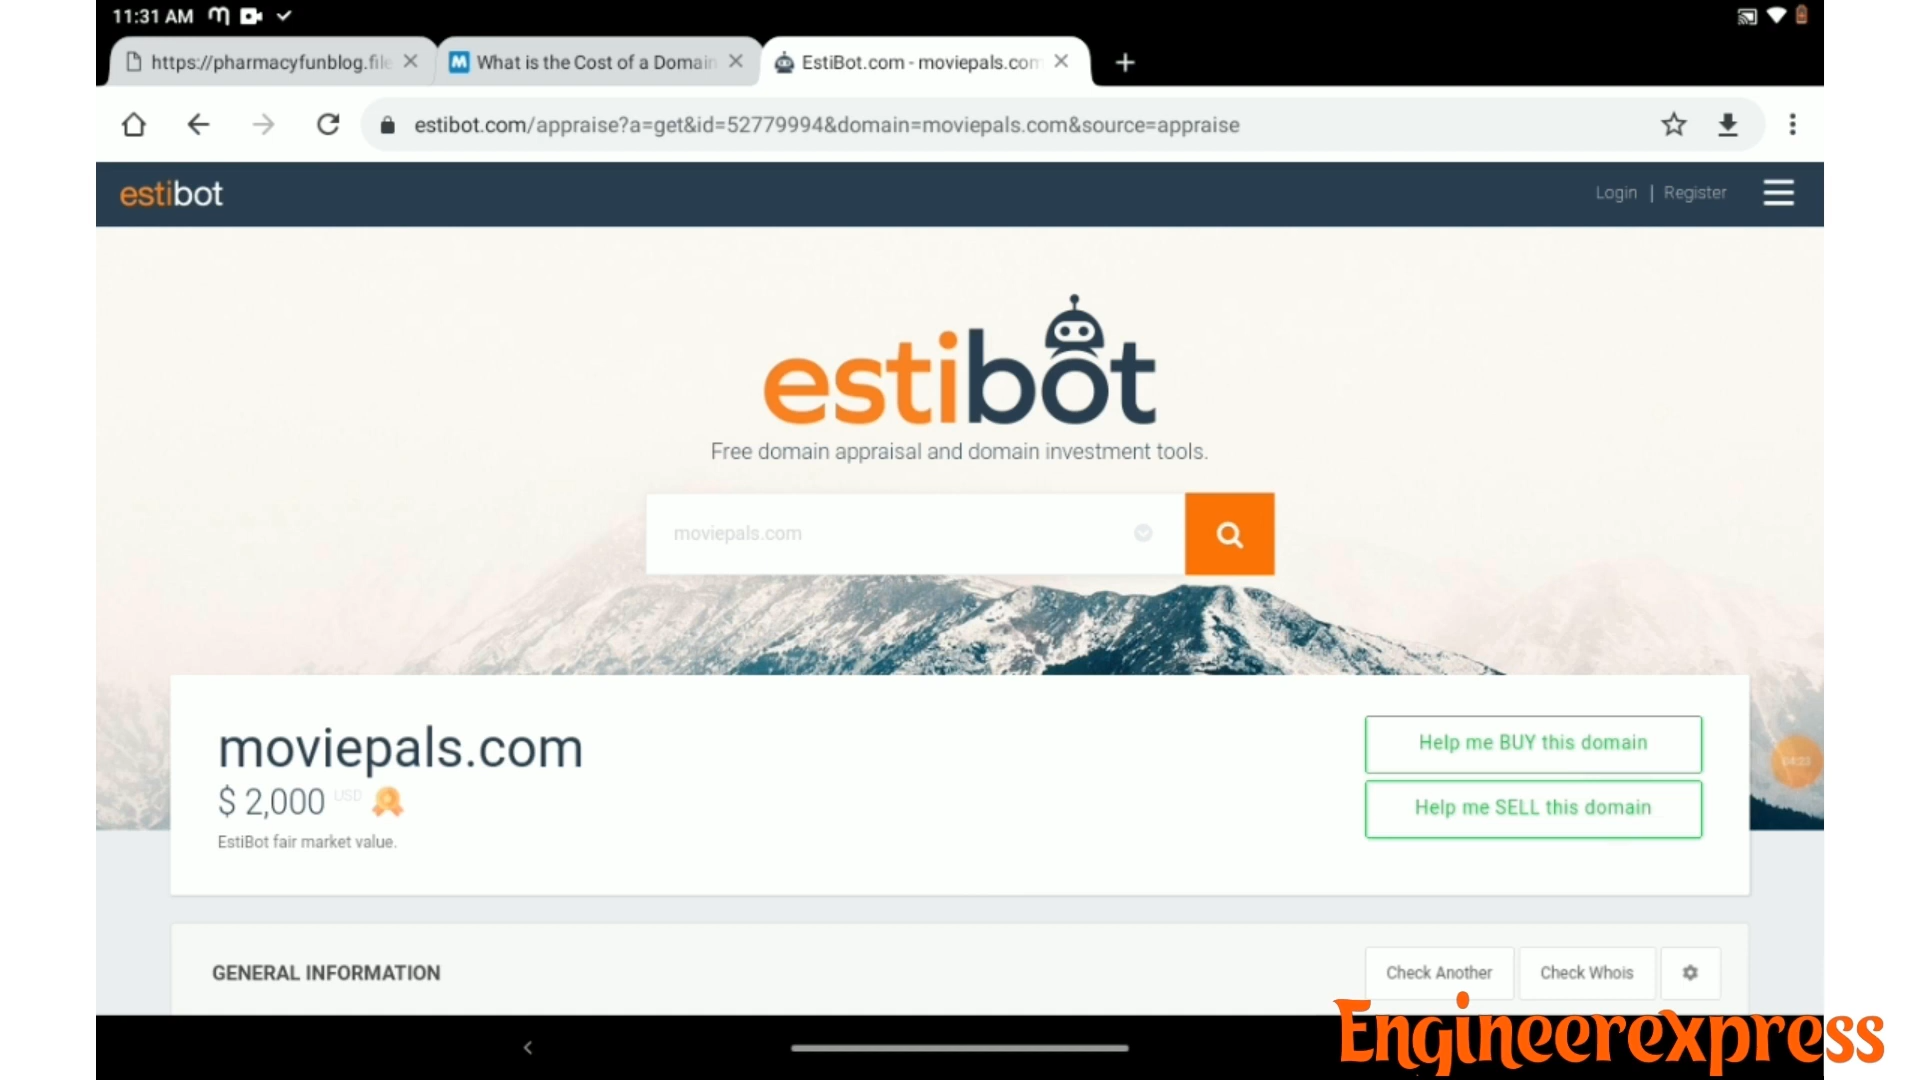 11:31 AM
https://pharmacyfunblog.file
What is the Cost of a Domain
EstiBot.com - moviepals.com
estibot.com/appraise?a=get&id=52779994&domain=moviepals.com&source=appraise
estibot
Login | Register
estibot
Free domain appraisal and domain investment tools.
moviepals.com
moviepals.com
$ 2,000 USD
EstiBot fair market value.
Help me BUY this domain
Help me SELL this domain
04:23
GENERAL INFORMATION
Check Another
Check Whois
Engineerexpress